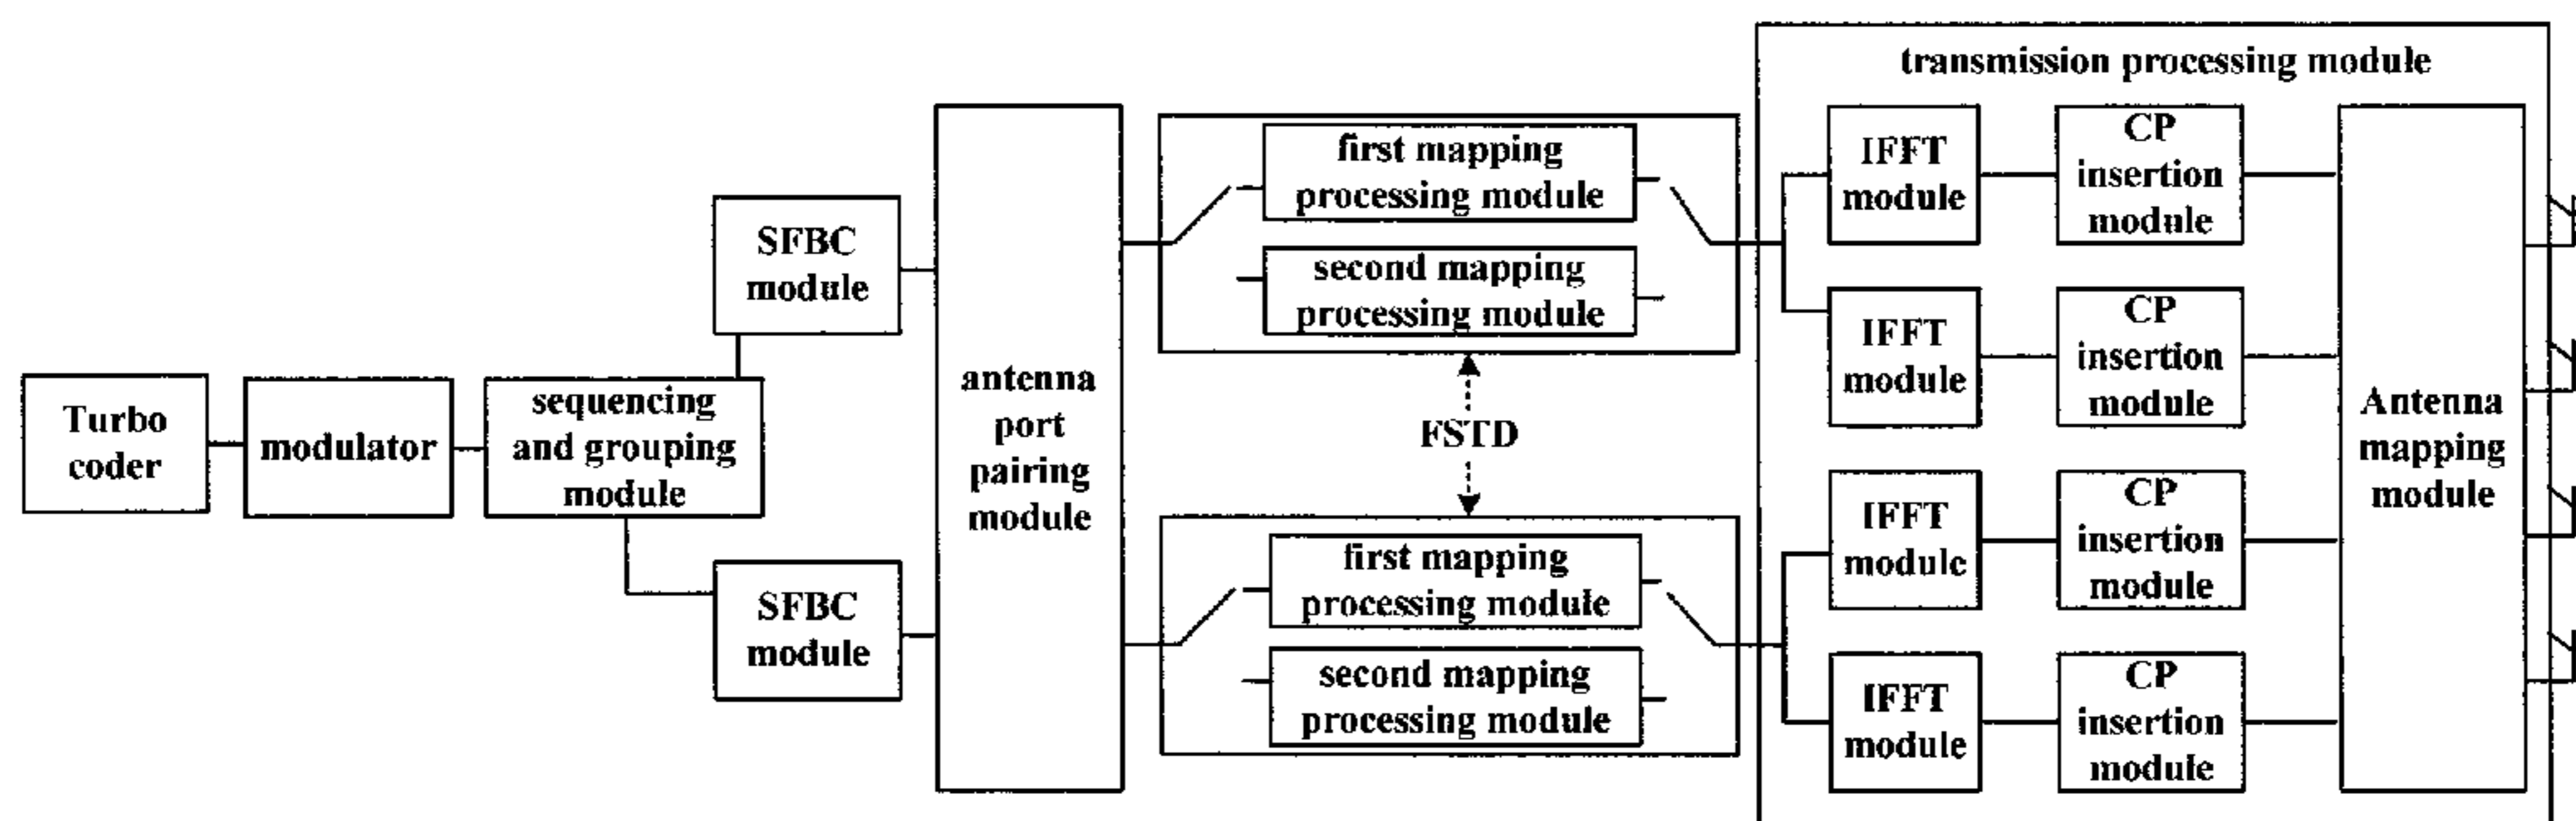 transmission processing module
Turbo
coder
modulator
sequencing
and grouping
module
SFBC
module
SFBC
module
antenna
port
pairing
module
first mapping
processing module
second mapping
processing module
FSTD
first mapping
processing module
second mapping
processing module
IFFT
module
CP
insertion
module
IFFT
module
CP
insertion
module
IFFT
module
CP
insertion
module
IFFT
module
CP
insertion
module
Antenna
mapping
module